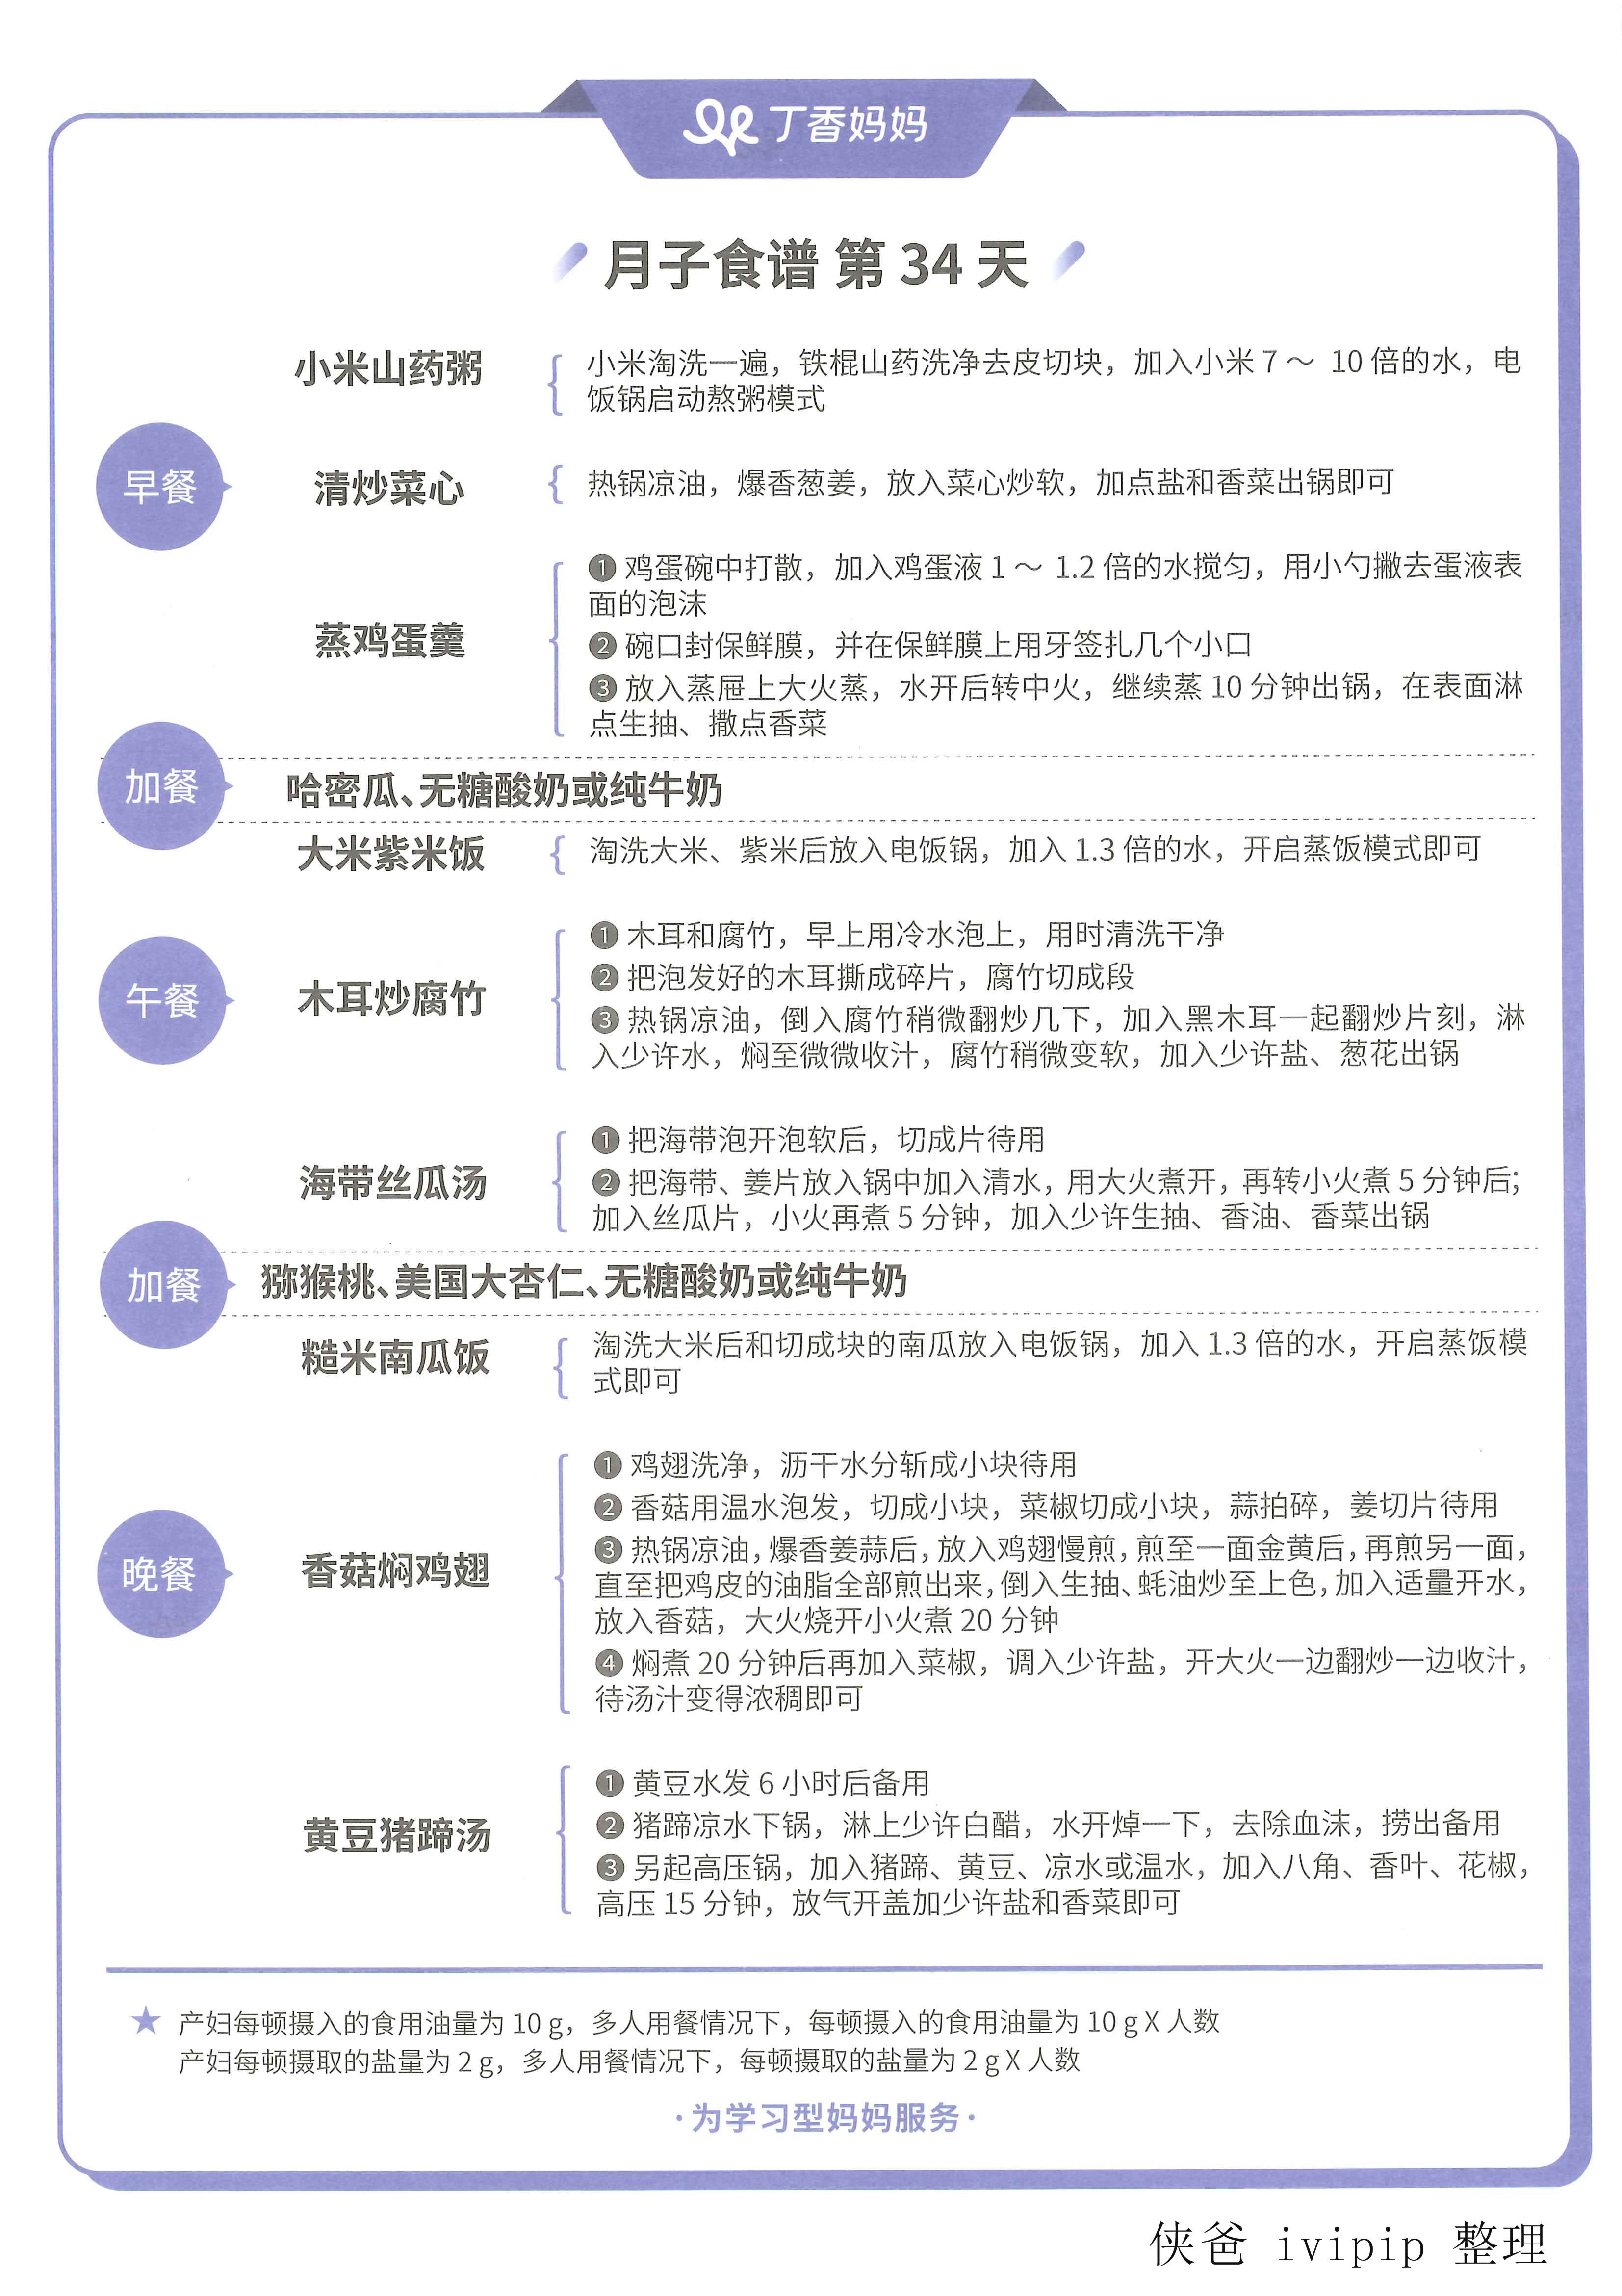 丁香妈妈
月子食谱 第 34 天
早餐
小米山药粥
小米淘洗一遍，铁棍山药洗净去皮切块，加入小米 7～ 10 倍的水，电
饭锅启动熬粥模式
清炒菜心
热锅凉油，爆香葱姜，放入菜心炒软，加点盐和香菜出锅即可
蒸鸡蛋羹
❶ 鸡蛋碗中打散，加入鸡蛋液 1～ 1.2 倍的水搅匀，用小勺撇去蛋液表
面的泡沫
❷ 碗口封保鲜膜，并在保鲜膜上用牙签扎几个小口
❸ 放入蒸屉上大火蒸，水开后转中火，继续蒸 10 分钟出锅，在表面淋
点生抽、撒点香菜
加餐
哈密瓜、无糖酸奶或纯牛奶
午餐
大米紫米饭
淘洗大米、紫米后放入电饭锅，加入 1.3 倍的水，开启蒸饭模式即可
木耳炒腐竹
❶ 木耳和腐竹，早上用冷水泡上，用时清洗干净
❷ 把泡发好的木耳撕成碎片，腐竹切成段
❸ 热锅凉油，倒入腐竹稍微翻炒几下，加入黑木耳一起翻炒片刻，淋
入少许水，焖至微微收汁，腐竹稍微变软，加入少许盐、葱花出锅
海带丝瓜汤
❶ 把海带泡开泡软后，切成片待用
❷ 把海带、姜片放入锅中加入清水，用大火煮开，再转小火煮 5 分钟后；
加入丝瓜片，小火再煮 5 分钟，加入少许生抽、香油、香菜出锅
加餐
猕猴桃、美国大杏仁、无糖酸奶或纯牛奶
晚餐
糙米南瓜饭
淘洗大米后和切成块的南瓜放入电饭锅，加入 1.3 倍的水，开启蒸饭模
式即可
香菇焖鸡翅
❶ 鸡翅洗净，沥干水分斩成小块待用
❷ 香菇用温水泡发，切成小块，菜椒切成小块，蒜拍碎，姜切片待用
❸ 热锅凉油，爆香姜蒜后，放入鸡翅慢煎，煎至一面金黄后，再煎另一面，
直至把鸡皮的油脂全部煎出来，倒入生抽、蚝油炒至上色，加入适量开水，
放入香菇，大火烧开小火煮 20 分钟
❹ 焖煮 20 分钟后再加入菜椒，调入少许盐，开大火一边翻炒一边收汁，
待汤汁变得浓稠即可
黄豆猪蹄汤
❶ 黄豆水发 6 小时后备用
❷ 猪蹄凉水下锅，淋上少许白醋，水开焯一下，去除血沫，捞出备用
❸ 另起高压锅，加入猪蹄、黄豆、凉水或温水，加入八角、香叶、花椒，
高压 15 分钟，放气开盖加少许盐和香菜即可
★ 产妇每顿摄入的食用油量为 10 g，多人用餐情况下，每顿摄入的食用油量为 10 g X 人数
产妇每顿摄取的盐量为 2 g，多人用餐情况下，每顿摄取的盐量为 2 g X 人数
·为学习型妈妈服务·
侠爸 ivipip 整理